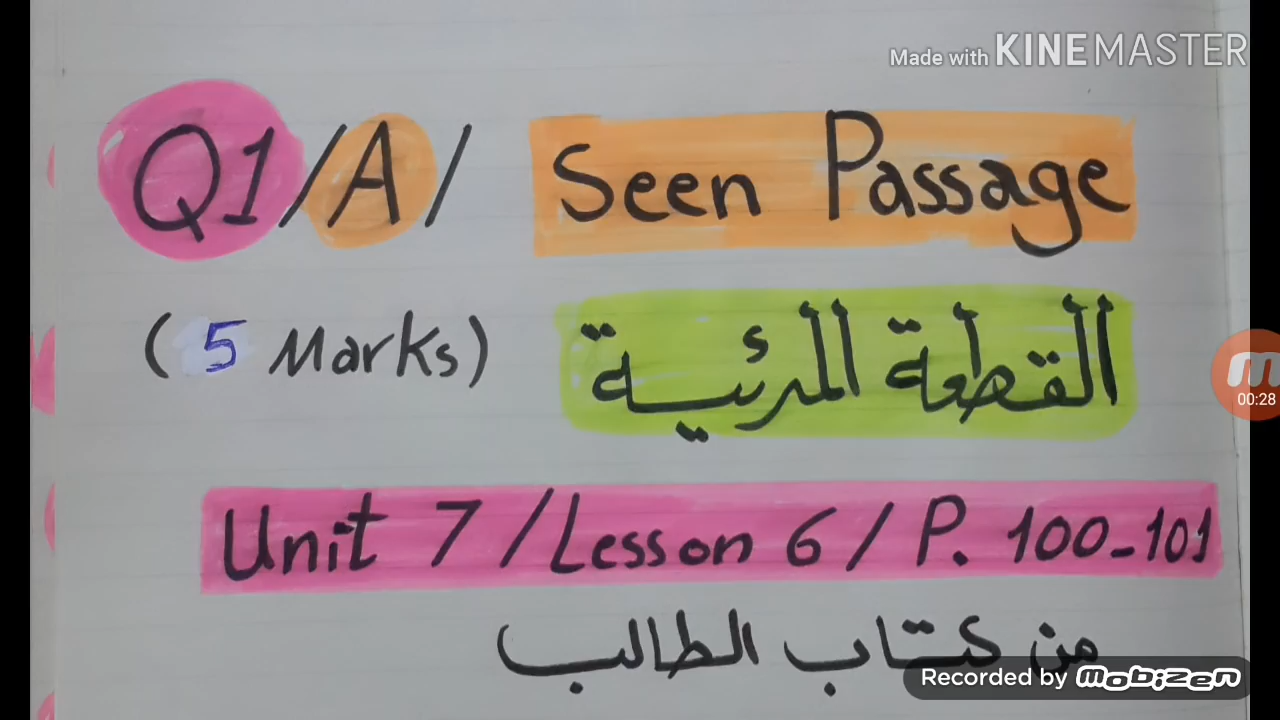 Made with KINEMASTER
Q1/A/ Seen Passage
(5 Marks) القطعة المرئية
00:28
Unit 7 / Lesson 6 / P. 100-101
من كتاب الطالب
Recorded by mobizen